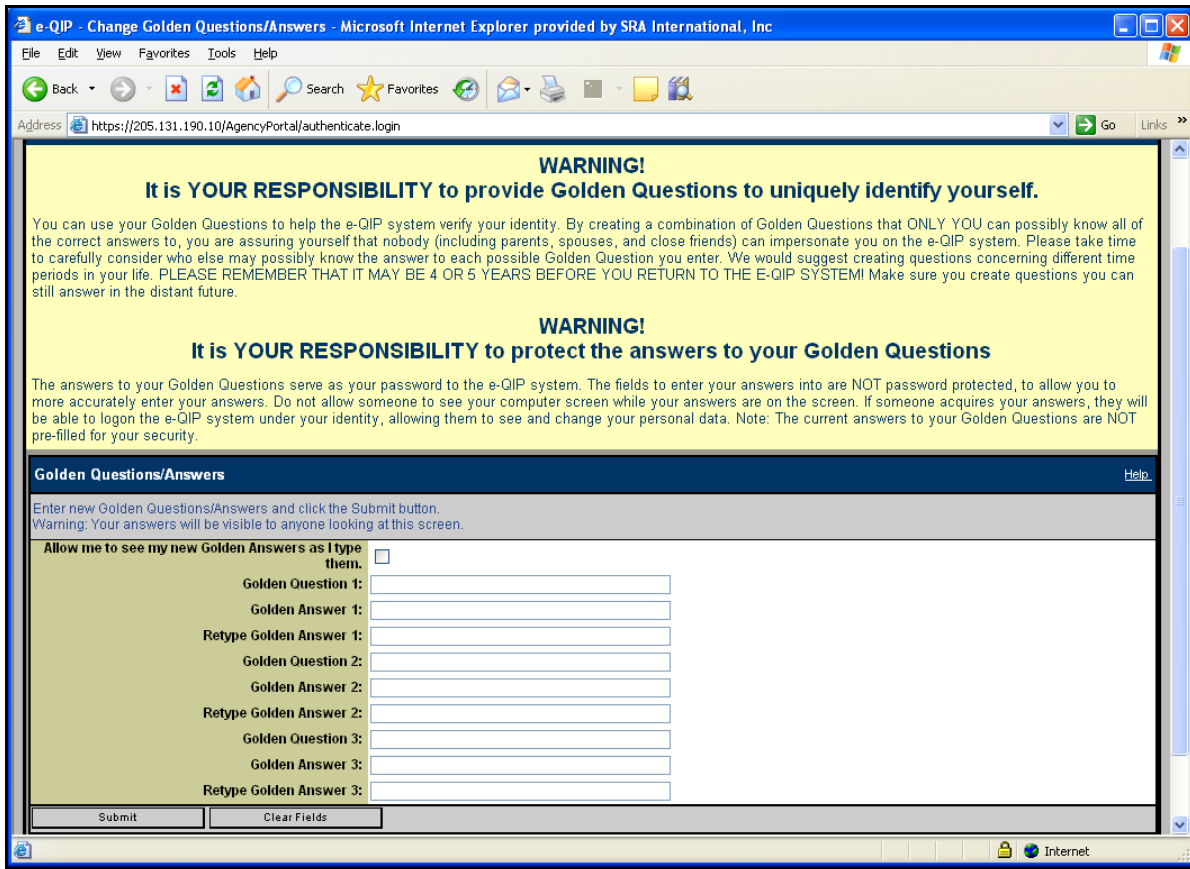 e-QIP - Change Golden Questions/Answers - Microsoft Internet Explorer provided by SRA International, Inc
File Edit View Favorites Tools Help
Back Search Favorites
Address https://205.131.190.10/AgencyPortal/authenticate.login Go Links »
WARNING!
It is YOUR RESPONSIBILITY to provide Golden Questions to uniquely identify yourself.
You can use your Golden Questions to help the e-QIP system verify your identity. By creating a combination of Golden Questions that ONLY YOU can possibly know all of
the correct answers to, you are assuring yourself that nobody (including parents, spouses, and close friends) can impersonate you on the e-QIP system. Please take time
to carefully consider who else may possibly know the answer to each possible Golden Question you enter. We would suggest creating questions concerning different time
periods in your life. PLEASE REMEMBER THAT IT MAY BE 4 OR 5 YEARS BEFORE YOU RETURN TO THE E-QIP SYSTEM! Make sure you create questions you can
still answer in the distant future.
WARNING!
It is YOUR RESPONSIBILITY to protect the answers to your Golden Questions
The answers to your Golden Questions serve as your password to the e-QIP system. The fields to enter your answers into are NOT password protected, to allow you to
more accurately enter your answers. Do not allow someone to see your computer screen while your answers are on the screen. If someone acquires your answers, they will
be able to logon the e-QIP system under your identity, allowing them to see and change your personal data. Note: The current answers to your Golden Questions are NOT
pre-filled for your security.
Golden Questions/Answers Help
Enter new Golden Questions/Answers and click the Submit button.
Warning: Your answers will be visible to anyone looking at this screen.
Allow me to see my new Golden Answers as I type
them.
Golden Question 1:
Golden Answer 1:
Retype Golden Answer 1:
Golden Question 2:
Golden Answer 2:
Retype Golden Answer 2:
Golden Question 3:
Golden Answer 3:
Retype Golden Answer 3:
Submit Clear Fields
Internet